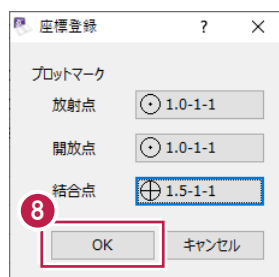 座標登録 ? ×
プロットマーク
放射点 1.0-1-1
開放点 1.0-1-1
結合点 1.5-1-1
8
OK キャンセル